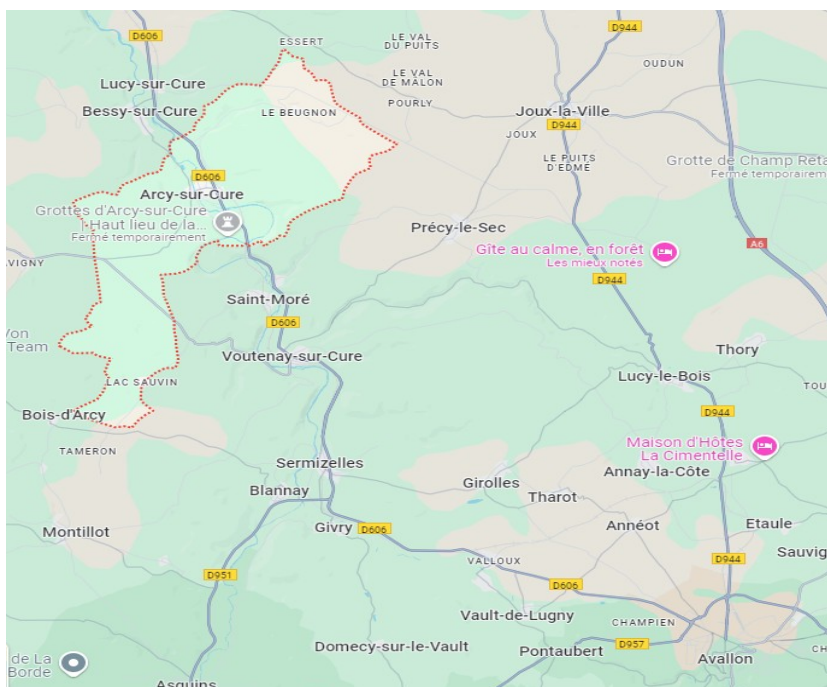 D606
ESSERT
LE VAL
DU PUITS
D944
OUDUN
Lucy-sur-Cure
LE VAL
DE MALON
Bessy-sur-Cure
LE BEUGNON
POURLY
Joux-la-Ville
JOUX
D944
LE PUITS
D'EDME
Grotte de Champ Reta
Fermé temporairem
D606
Arcy-sur-Cure
Grottes d'Arcy-sur-Cure
| Haut lieu de la...
Fermé temporairement
Précy-le-Sec
Gîte au calme, en forêt
Les mieux notés
A6
AVIGNY
D944
Saint-Moré
D606
Von
Team
Voutenay-sur-Cure
Thory
LAC SAUVIN
Lucy-le-Bois
TOU
Bois-d'Arcy
D944
TAMERON
Maison d'Hôtes
La Cimentelle
Sermizelles
Annay-la-Côte
Girolles
Blannay
Tharot
Montillot
Givry
D606
Annéot
Etaule
Sauvig
VALLOUX
D944
D951
D606
Vault-de-Lugny
CHAMPIEN
de La
Borde
Domecy-sur-le-Vault
Pontaubert
D957
CH
Avallon
Asquins